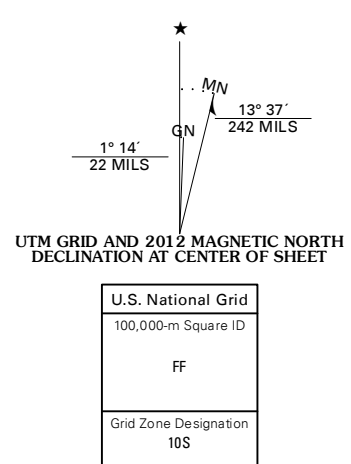 ★
MN
GN
13° 37´
242 MILS
1° 14´
22 MILS
UTM GRID AND 2012 MAGNETIC NORTH
DECLINATION AT CENTER OF SHEET
U.S. National Grid
100,000-m Square ID
FF
Grid Zone Designation
10S